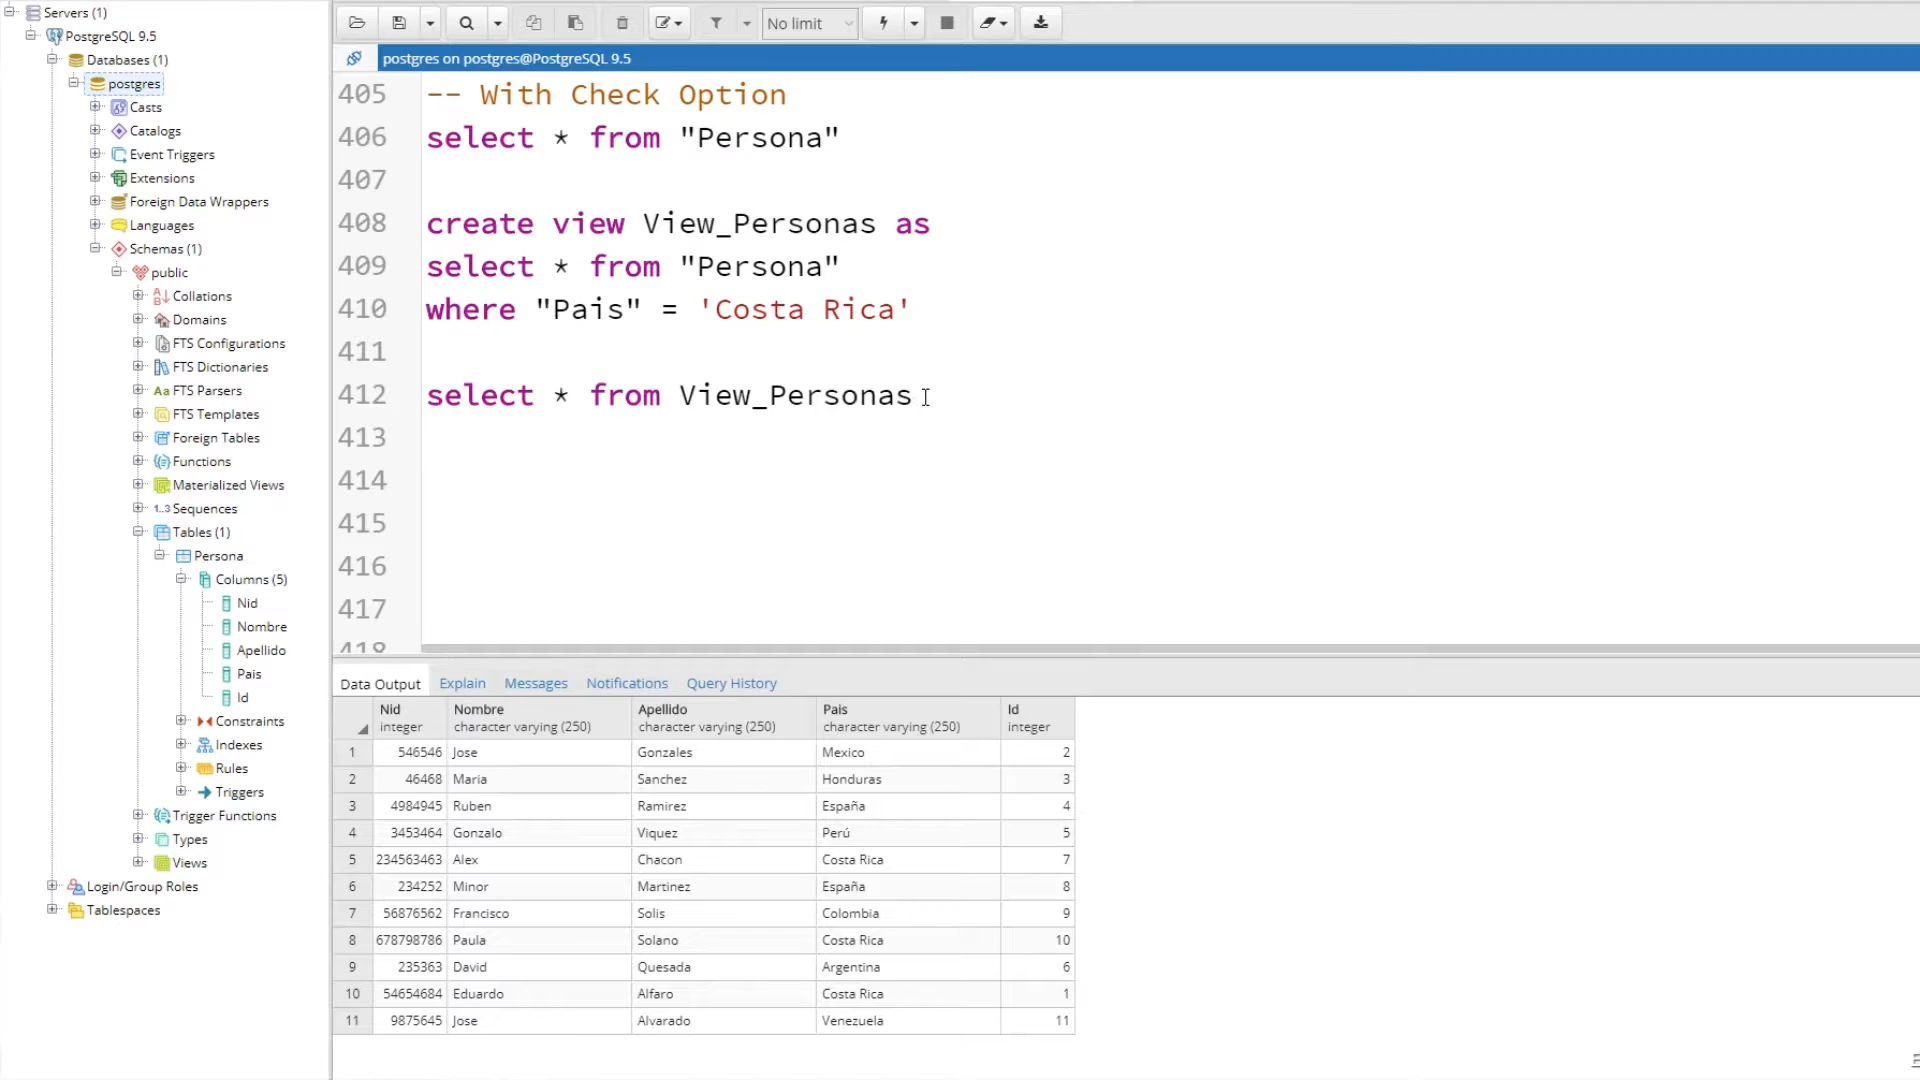 Servers (1)
PostgreSQL 9.5
Databases (1)
postgres
Casts
Catalogs
Event Triggers
Extensions
Foreign Data Wrappers
Languages
Schemas (1)
public
Collations
Domains
FTS Configurations
FTS Dictionaries
FTS Parsers
FTS Templates
Foreign Tables
Functions
Materialized Views
Sequences
Tables (1)
Persona
Columns (5)
Nid
Nombre
Apellido
Pais
Id
Constraints
Indexes
Rules
Triggers
Trigger Functions
Types
Views
Login/Group Roles
Tablespaces
No limit
postgres on postgres@PostgreSQL 9.5
405 -- With Check Option
406 select * from "Persona"
407
408 create view View_Personas as
409 select * from "Persona"
410 where "Pais" = 'Costa Rica'
411
412 select * from View_Personas
413
414
415
416
417
418
Data Output Explain Messages Notifications Query History
Nid Nombre Apellido Pais Id
integer character varying (250) character varying (250) character varying (250) integer
1 546546 Jose Gonzales Mexico 2
2 46468 Maria Sanchez Honduras 3
3 4984945 Ruben Ramirez España 4
4 3453464 Gonzalo Viquez Perú 5
5 234563463 Alex Chacon Costa Rica 7
6 234252 Minor Martinez España 8
7 56876562 Francisco Solis Colombia 9
8 678798786 Paula Solano Costa Rica 10
9 235363 David Quesada Argentina 6
10 54654684 Eduardo Alfaro Costa Rica 1
11 9875645 Jose Alvarado Venezuela 11